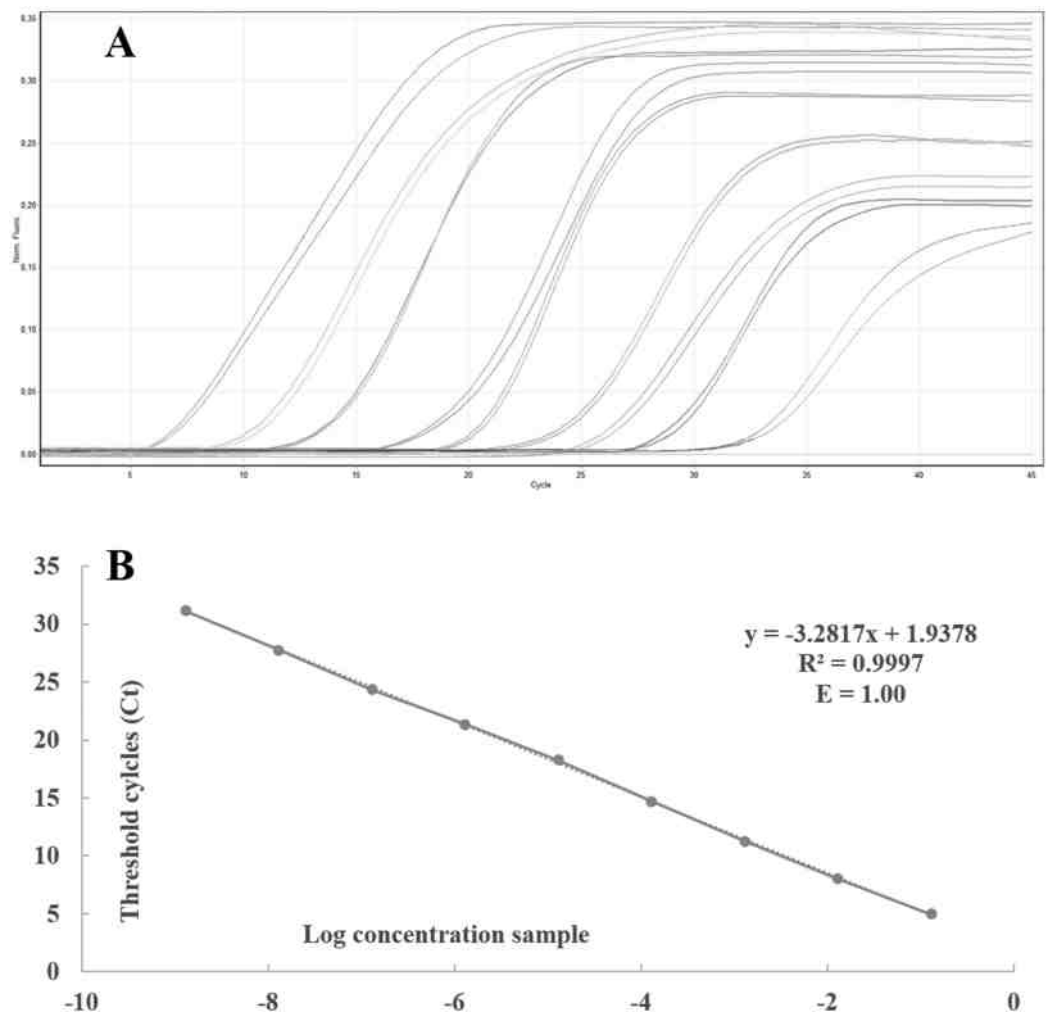 A
0.35
0.30
0.25
0.20
0.15
0.10
0.05
0.00
Norm. Fluoro.
5 10 15 20 25 30 35 40 45
Cycle
B
35
30
25
20
15
10
5
0
Threshold cylcles (Ct)
y = -3.2817x + 1.9378
R² = 0.9997
E = 1.00
Log concentration sample
-10 -8 -6 -4 -2 0